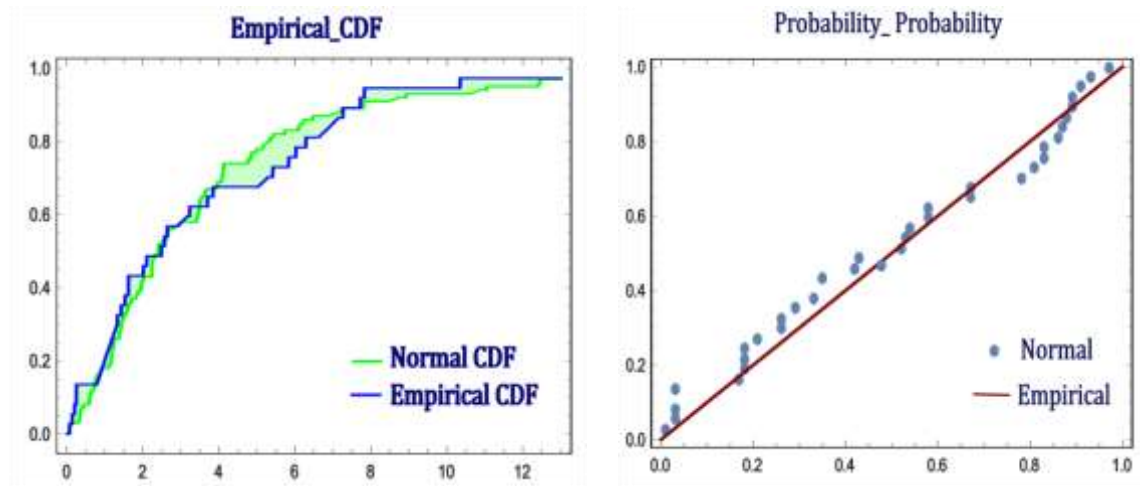 Empirical_CDF
1.0
0.8
0.6
0.4
0.2
0.0
0 2 4 6 8 10 12
Normal CDF
Empirical CDF
Probability_ Probability
1.0
0.8
0.6
0.4
0.2
0.0
0.0 0.2 0.4 0.6 0.8 1.0
Normal
Empirical